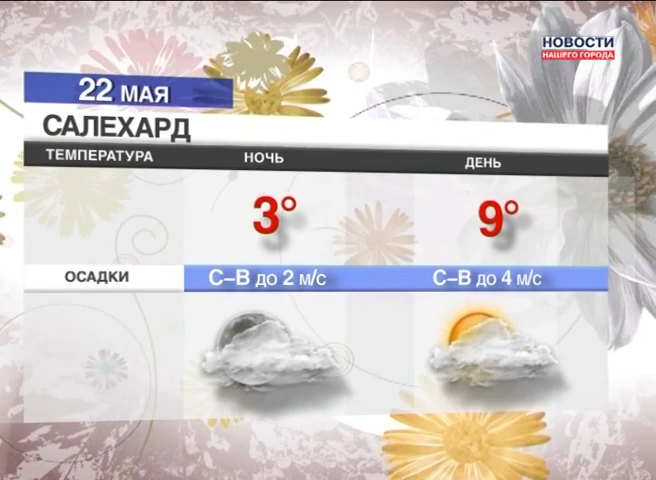 НОВОСТИ
НАШЕГО ГОРОДА
22 МАЯ
САЛЕХАРД
ТЕМПЕРАТУРА НОЧЬ ДЕНЬ
3° 9°
ОСАДКИ С-В ДО 2 М/С С-В ДО 4 М/С